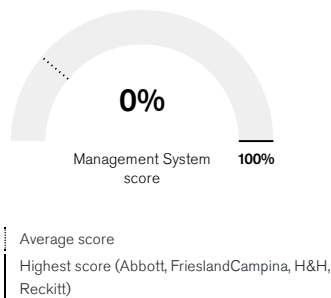 0%
Management System
score
100%
Average score
Highest score (Abbott, FrieslandCampina, H&H,
Reckitt)